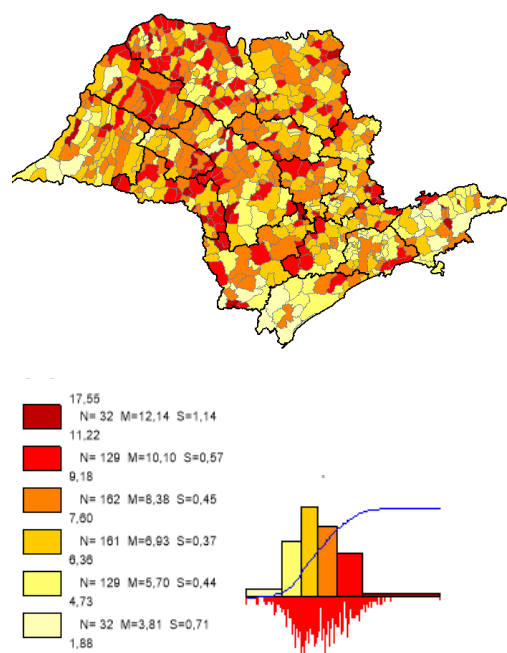 17,55
N= 32 M=12,14 S=1,14
11,22
N= 129 M=10,10 S=0,57
9,18
N= 162 M=8,38 S=0,45
7,60
N= 161 M=6,93 S=0,37
6,36
N= 129 M=5,70 S=0,44
4,73
N= 32 M=3,81 S=0,71
1,88